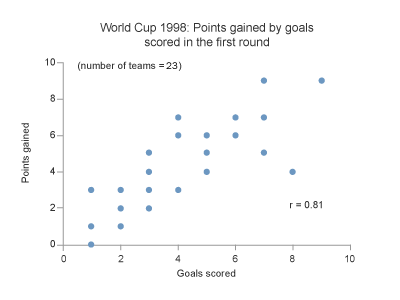 World Cup 1998: Points gained by goals
scored in the first round
(number of teams = 23)
10
8
6
4
2
0
Points gained
r = 0.81
0 2 4 6 8 10
Goals scored